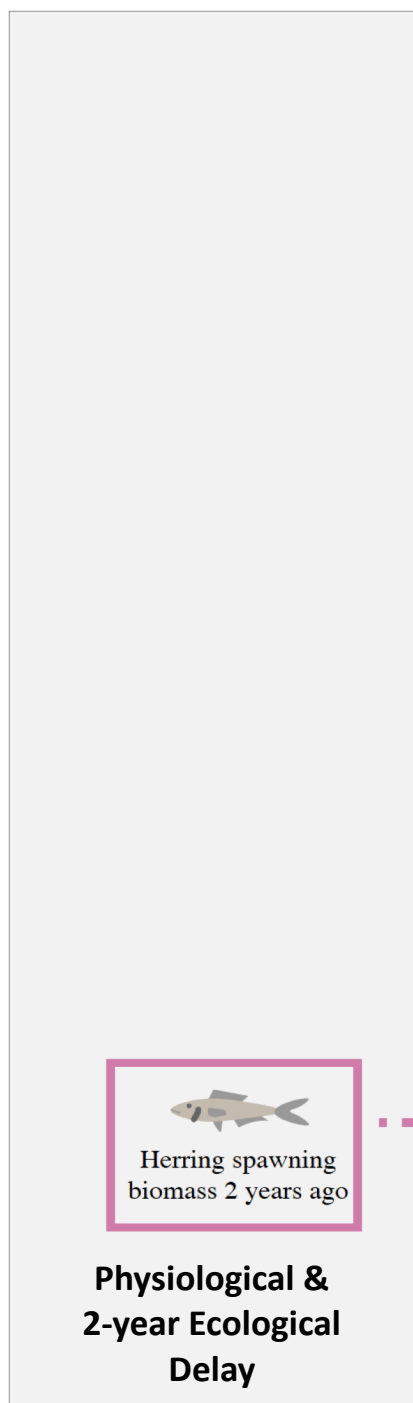 Herring spawning
biomass 2 years ago
Physiological &
2-year Ecological
Delay